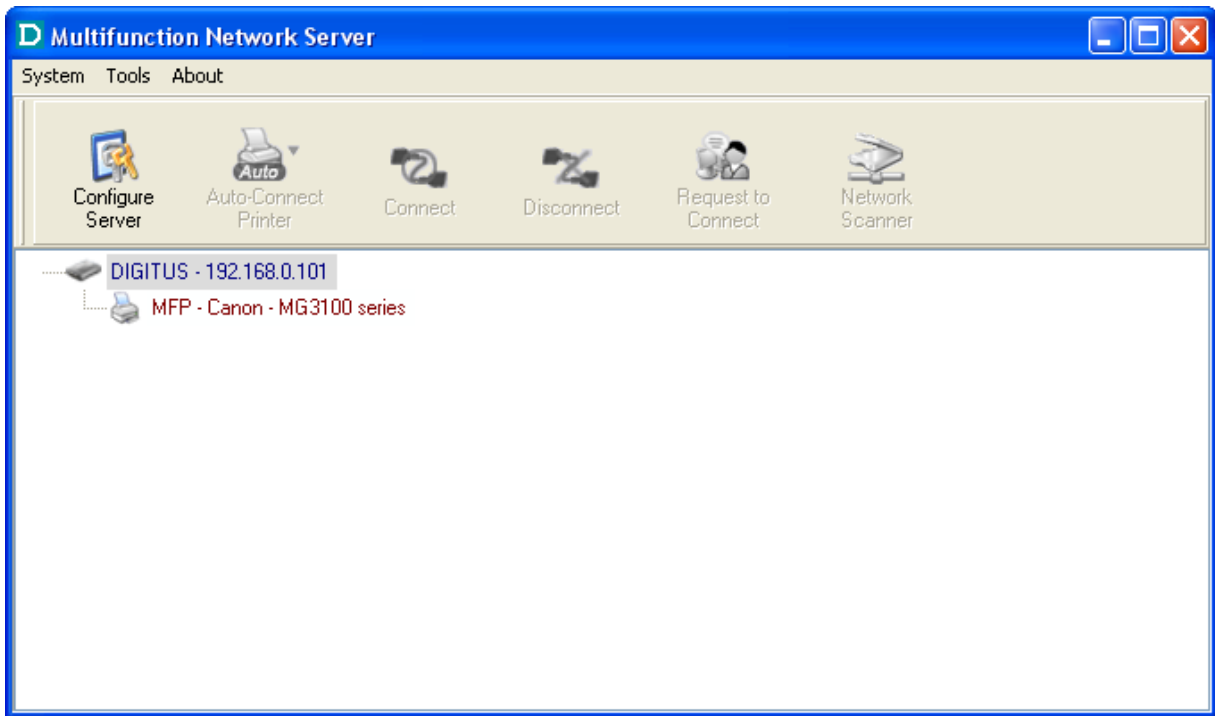 D Multifunction Network Server
System Tools About
Configure Server
Auto
Auto-Connect Printer
Connect
Disconnect
Request to Connect
Network Scanner
DIGITUS - 192.168.0.101
MFP - Canon - MG3100 series